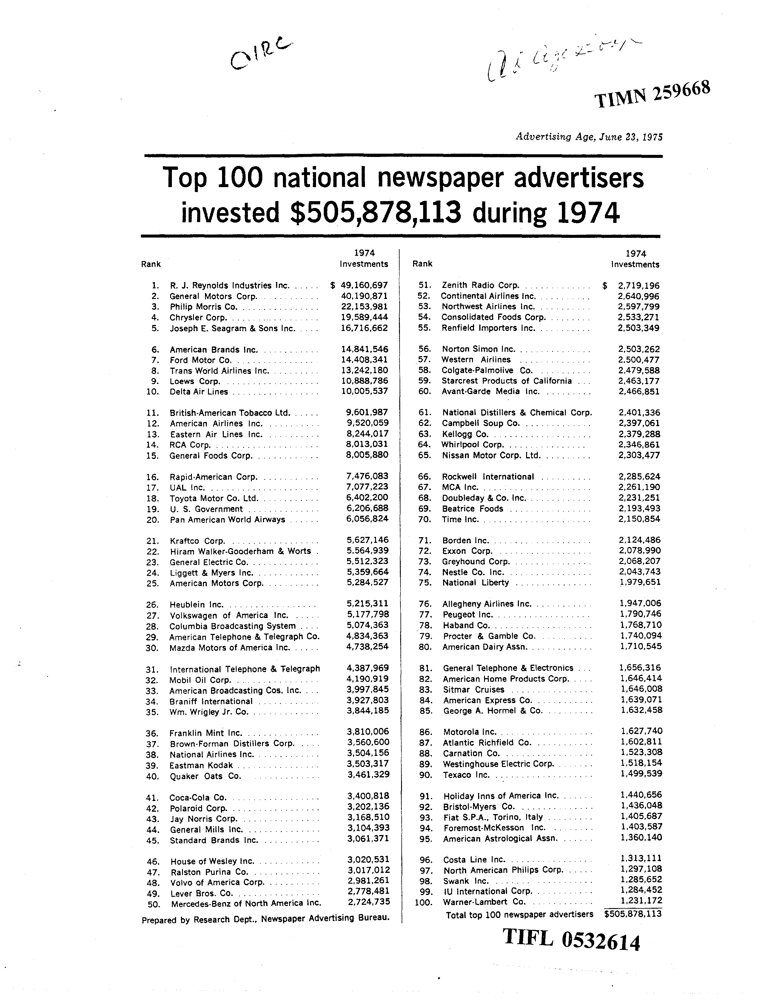 OIRC
TIMN 259668
Advertising Age, June 23, 1975
Top 100 national newspaper advertisers
invested $505,878,113 during 1974
1974
Rank Investments
1. R. J. Reynolds Industries Inc. . . . . . $ 49,160,697
2. General Motors Corp. . . . . . . . . . . 40,190,871
3. Philip Morris Co. . . . . . . . . . . . . . 22,153,981
4. Chrysler Corp. . . . . . . . . . . . . . . . 19,589,444
5. Joseph E. Seagram & Sons Inc. . . . . 16,716,662
6. American Brands Inc. . . . . . . . . . . 14,841,546
7. Ford Motor Co. . . . . . . . . . . . . . . 14,408,341
8. Trans World Airlines Inc. . . . . . . . . 13,242,180
9. Loews Corp. . . . . . . . . . . . . . . . . 10,888,786
10. Delta Air Lines . . . . . . . . . . . . . . 10,005,537
11. British-American Tobacco Ltd. . . . . . 9,601,987
12. American Airlines Inc. . . . . . . . . . 9,520,059
13. Eastern Air Lines Inc. . . . . . . . . . 8,244,017
14. RCA Corp. . . . . . . . . . . . . . . . . . 8,013,031
15. General Foods Corp. . . . . . . . . . . . 8,005,880
16. Rapid-American Corp. . . . . . . . . . . 7,476,083
17. UAL Inc. . . . . . . . . . . . . . . . . . . 7,077,223
18. Toyota Motor Co. Ltd. . . . . . . . . . . 6,402,200
19. U. S. Government . . . . . . . . . . . . 6,206,688
20. Pan American World Airways . . . . . . 6,056,824
21. Kraftco Corp. . . . . . . . . . . . . . . . 5,627,146
22. Hiram Walker-Gooderham & Worts . 5,564,939
23. General Electric Co. . . . . . . . . . . . 5,512,323
24. Liggett & Myers Inc. . . . . . . . . . . . 5,359,664
25. American Motors Corp. . . . . . . . . . 5,284,527
26. Heublein Inc. . . . . . . . . . . . . . . . 5,215,311
27. Volkswagen of America Inc. . . . . . 5,177,798
28. Columbia Broadcasting System . . . . 5,074,363
29. American Telephone & Telegraph Co. 4,834,363
30. Mazda Motors of America Inc. . . . . . 4,738,254
31. International Telephone & Telegraph 4,387,969
32. Mobil Oil Corp. . . . . . . . . . . . . . . 4,190,919
33. American Broadcasting Cos. Inc. . . . 3,997,845
34. Braniff International . . . . . . . . . . . 3,927,803
35. Wm. Wrigley Jr. Co. . . . . . . . . . . . 3,844,185
36. Franklin Mint Inc. . . . . . . . . . . . . . 3,810,006
37. Brown-Forman Distillers Corp. . . . . 3,560,600
38. National Airlines Inc. . . . . . . . . . . 3,504,156
39. Eastman Kodak . . . . . . . . . . . . . . 3,503,317
40. Quaker Oats Co. . . . . . . . . . . . . 3,461,329
41. Coca-Cola Co. . . . . . . . . . . . . . . . 3,400,818
42. Polaroid Corp. . . . . . . . . . . . . . . . 3,202,136
43. Jay Norris Corp. . . . . . . . . . . . . . . 3,168,510
44. General Mills Inc. . . . . . . . . . . . . . 3,104,393
45. Standard Brands Inc. . . . . . . . . . . 3,061,371
46. House of Wesley Inc. . . . . . . . . . . . 3,020,531
47. Ralston Purina Co. . . . . . . . . . . . . 3,017,012
48. Volvo of America Corp. . . . . . . . . . 2,981,261
49. Lever Bros. Co. . . . . . . . . . . . . . . 2,778,481
50. Mercedes-Benz of North America Inc. 2,724,735
Prepared by Research Dept., Newspaper Advertising Bureau.
1974
Rank Investments
51. Zenith Radio Corp. . . . . . . . . . . . . $ 2,719,196
52. Continental Airlines Inc. . . . . . . . . . 2,640,996
53. Northwest Airlines Inc. . . . . . . . . . . 2,597,799
54. Consolidated Foods Corp. . . . . . . . . 2,533,271
55. Renfield Importers Inc. . . . . . . . . . 2,503,349
56. Norton Simon Inc. . . . . . . . . . . . . . 2,503,262
57. Western Airlines . . . . . . . . . . . . . 2,500,477
58. Colgate-Palmolive Co. . . . . . . . . . . 2,479,588
59. Starcrest Products of California . . . 2,463,177
60. Avant-Garde Media Inc. . . . . . . . . . 2,466,851
61. National Distillers & Chemical Corp. 2,401,336
62. Campbell Soup Co. . . . . . . . . . . . . 2,397,061
63. Kellogg Co. . . . . . . . . . . . . . . . . . 2,379,288
64. Whirlpool Corp. . . . . . . . . . . . . . . 2,346,861
65. Nissan Motor Corp. Ltd. . . . . . . . . . 2,303,477
66. Rockwell International . . . . . . . . . . 2,285,624
67. MCA Inc. . . . . . . . . . . . . . . . . . . 2,261,190
68. Doubleday & Co. Inc. . . . . . . . . . . . 2,231,251
69. Beatrice Foods . . . . . . . . . . . . . . 2,193,493
70. Time Inc. . . . . . . . . . . . . . . . . . . 2,150,854
71. Borden Inc. . . . . . . . . . . . . . . . . . 2,124,486
72. Exxon Corp. . . . . . . . . . . . . . . . . 2,078,990
73. Greyhound Corp. . . . . . . . . . . . . . 2,068,207
74. Nestle Co. Inc. . . . . . . . . . . . . . . . 2,043,743
75. National Liberty . . . . . . . . . . . . . . 1,979,651
76. Allegheny Airlines Inc. . . . . . . . . . . 1,947,006
77. Peugeot Inc. . . . . . . . . . . . . . . . . 1,790,746
78. Haband Co. . . . . . . . . . . . . . . . . . 1,768,710
79. Procter & Gamble Co. . . . . . . . . . . 1,740,094
80. American Dairy Assn. . . . . . . . . . . . 1,710,545
81. General Telephone & Electronics . . . 1,656,316
82. American Home Products Corp. . . . . 1,646,414
83. Sitmar Cruises . . . . . . . . . . . . . . 1,646,008
84. American Express Co. . . . . . . . . . . 1,639,071
85. George A. Hormel & Co. . . . . . . . . . 1,632,458
86. Motorola Inc. . . . . . . . . . . . . . . . . 1,627,740
87. Atlantic Richfield Co. . . . . . . . . . . . 1,602,811
88. Carnation Co. . . . . . . . . . . . . . . . 1,523,308
89. Westinghouse Electric Corp. . . . . . . 1,518,154
90. Texaco Inc. . . . . . . . . . . . . . . . . . 1,499,539
91. Holiday Inns of America Inc. . . . . . . 1,440,656
92. Bristol-Myers Co. . . . . . . . . . . . . . 1,436,048
93. Fiat S.P.A., Torino, Italy . . . . . . . . 1,405,687
94. Foremost-McKesson Inc. . . . . . . . . 1,403,587
95. American Astrological Assn. . . . . . . 1,360,140
96. Costa Line Inc. . . . . . . . . . . . . . . . 1,313,111
97. North American Philips Corp. . . . . . 1,297,108
98. Swank Inc. . . . . . . . . . . . . . . . . . 1,285,652
99. IU International Corp. . . . . . . . . . . 1,284,452
100. Warner-Lambert Co. . . . . . . . . . . . 1,231,172
Total top 100 newspaper advertisers $505,878,113
TIFL 0532614